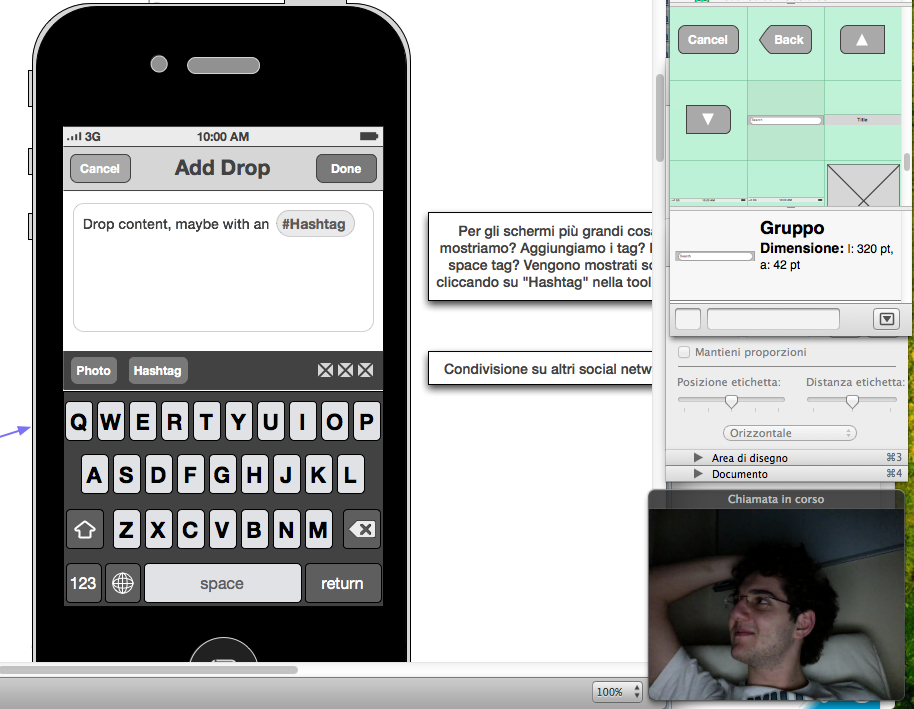 3G 10:00 AM
Cancel Add Drop Done
Drop content, maybe with an #Hashtag
Photo Hashtag
Q W E R T Y U I O P
A S D F G H J K L
Z X C V B N M
123 space return
Per gli schermi più grandi cosa
mostriamo? Aggiungiamo i tag?
space tag? Vengono mostrati
cliccando su "Hashtag" nella tool
Condivisione su altri social netw
100%
Cancel Back
Search Title
Gruppo
Dimensione: l: 320 pt,
a: 42 pt
Search
Mantieni proporzioni
Posizione etichetta: Distanza etichetta:
Orizzontale
Area di disegno ⌘3
Documento ⌘4
Chiamata in corso